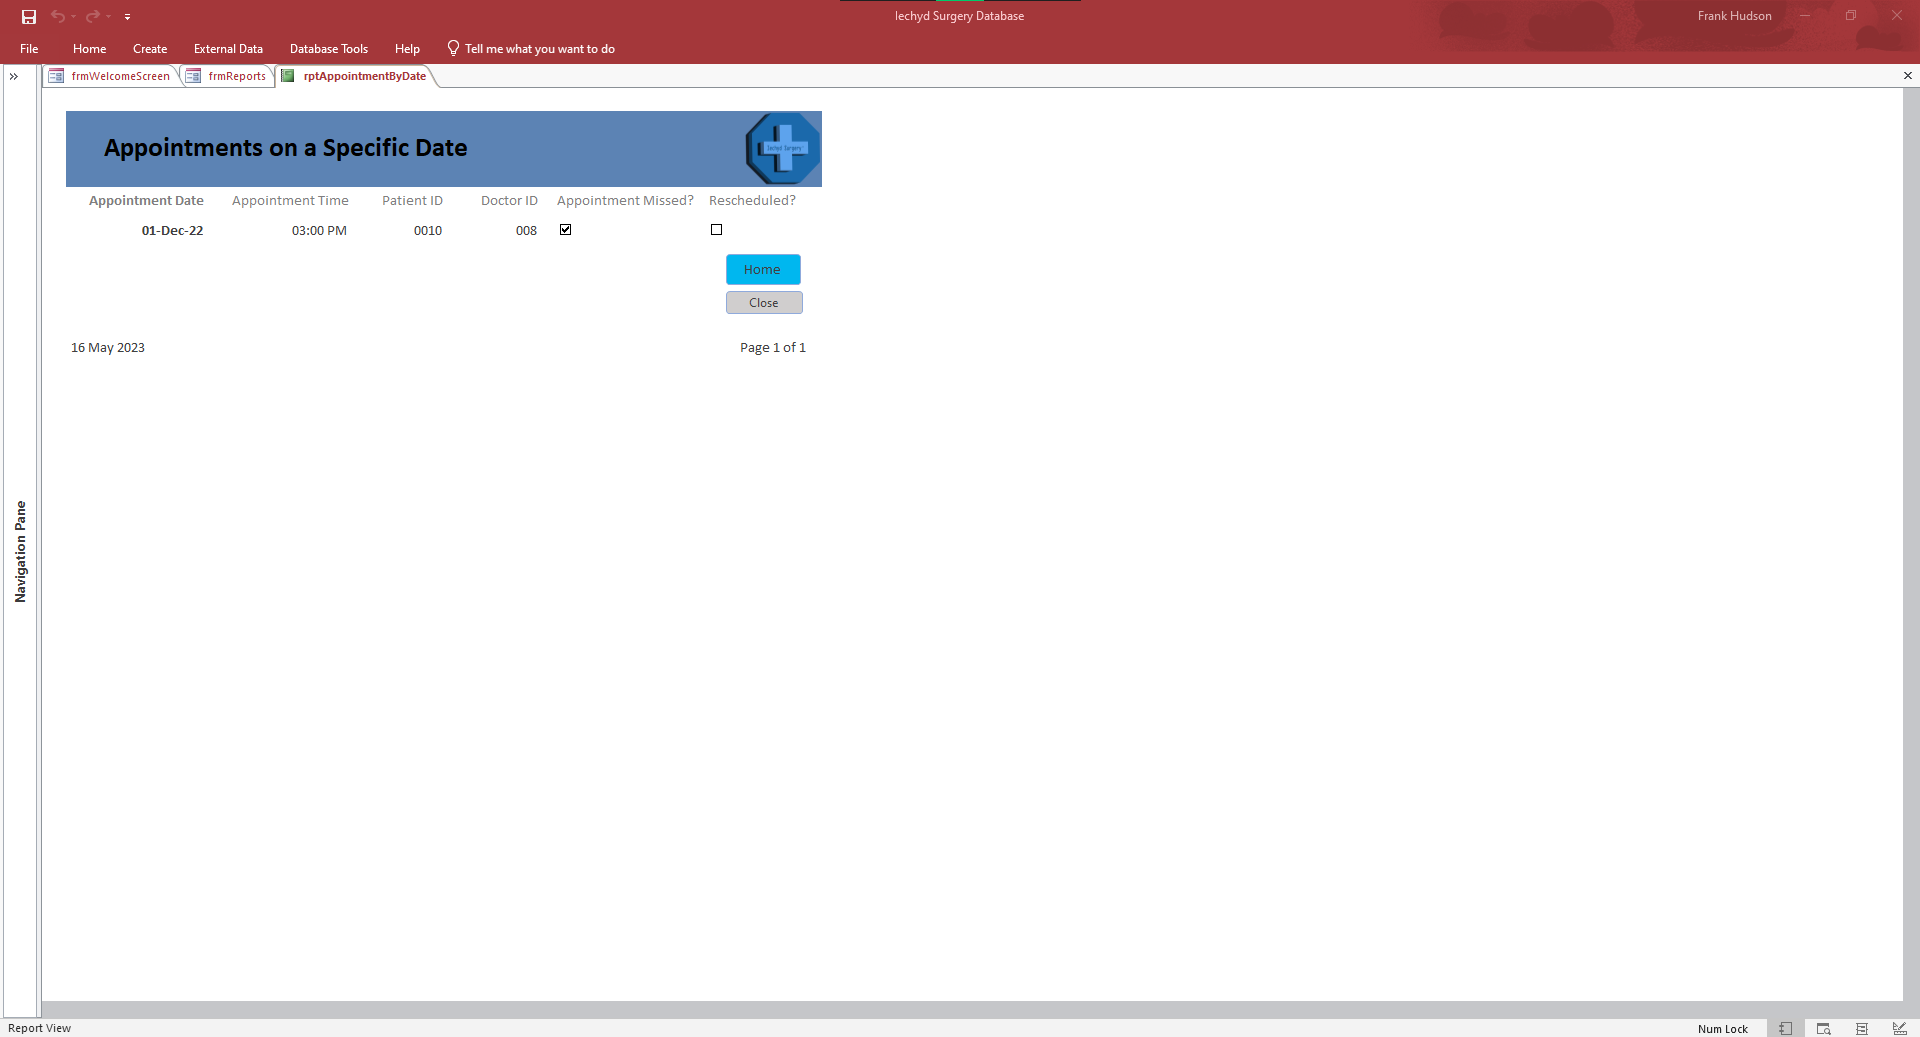 Iechyd Surgery Database
Frank Hudson
File Home Create External Data Database Tools Help Tell me what you want to do
frmWelcomeScreen frmReports rptAppointmentByDate
Appointments on a Specific Date
Iechyd Surgery
Appointment Date Appointment Time Patient ID Doctor ID Appointment Missed? Rescheduled?
01-Dec-22 03:00 PM 0010 008
Home
Close
16 May 2023 Page 1 of 1
Navigation Pane
Report View Num Lock